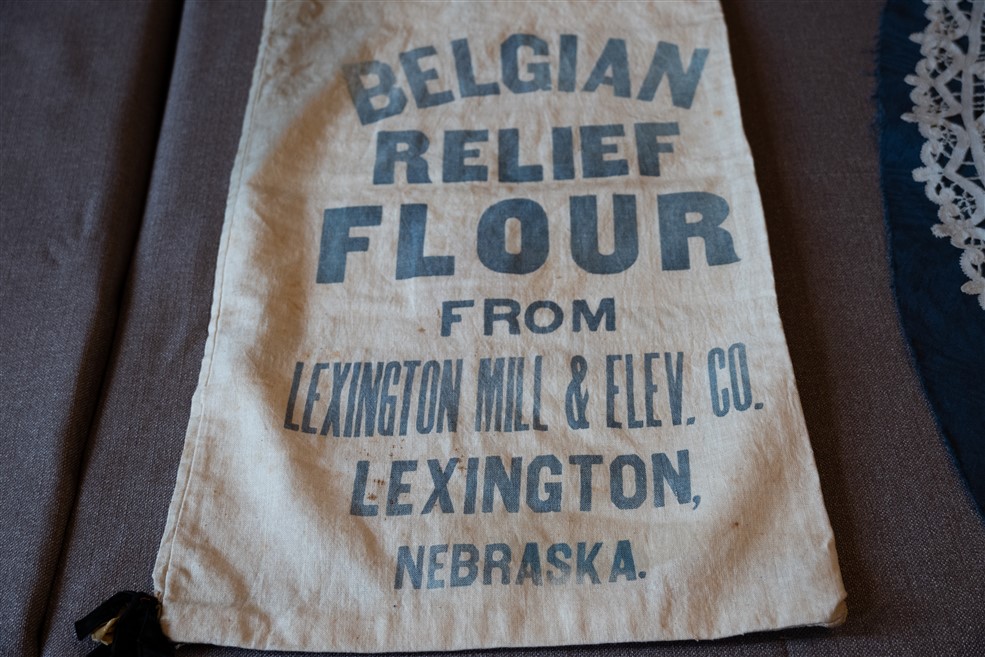 BELGIAN
RELIEF
FLOUR
FROM
LEXINGTON MILL & ELEV. CO.
LEXINGTON,
NEBRASKA.